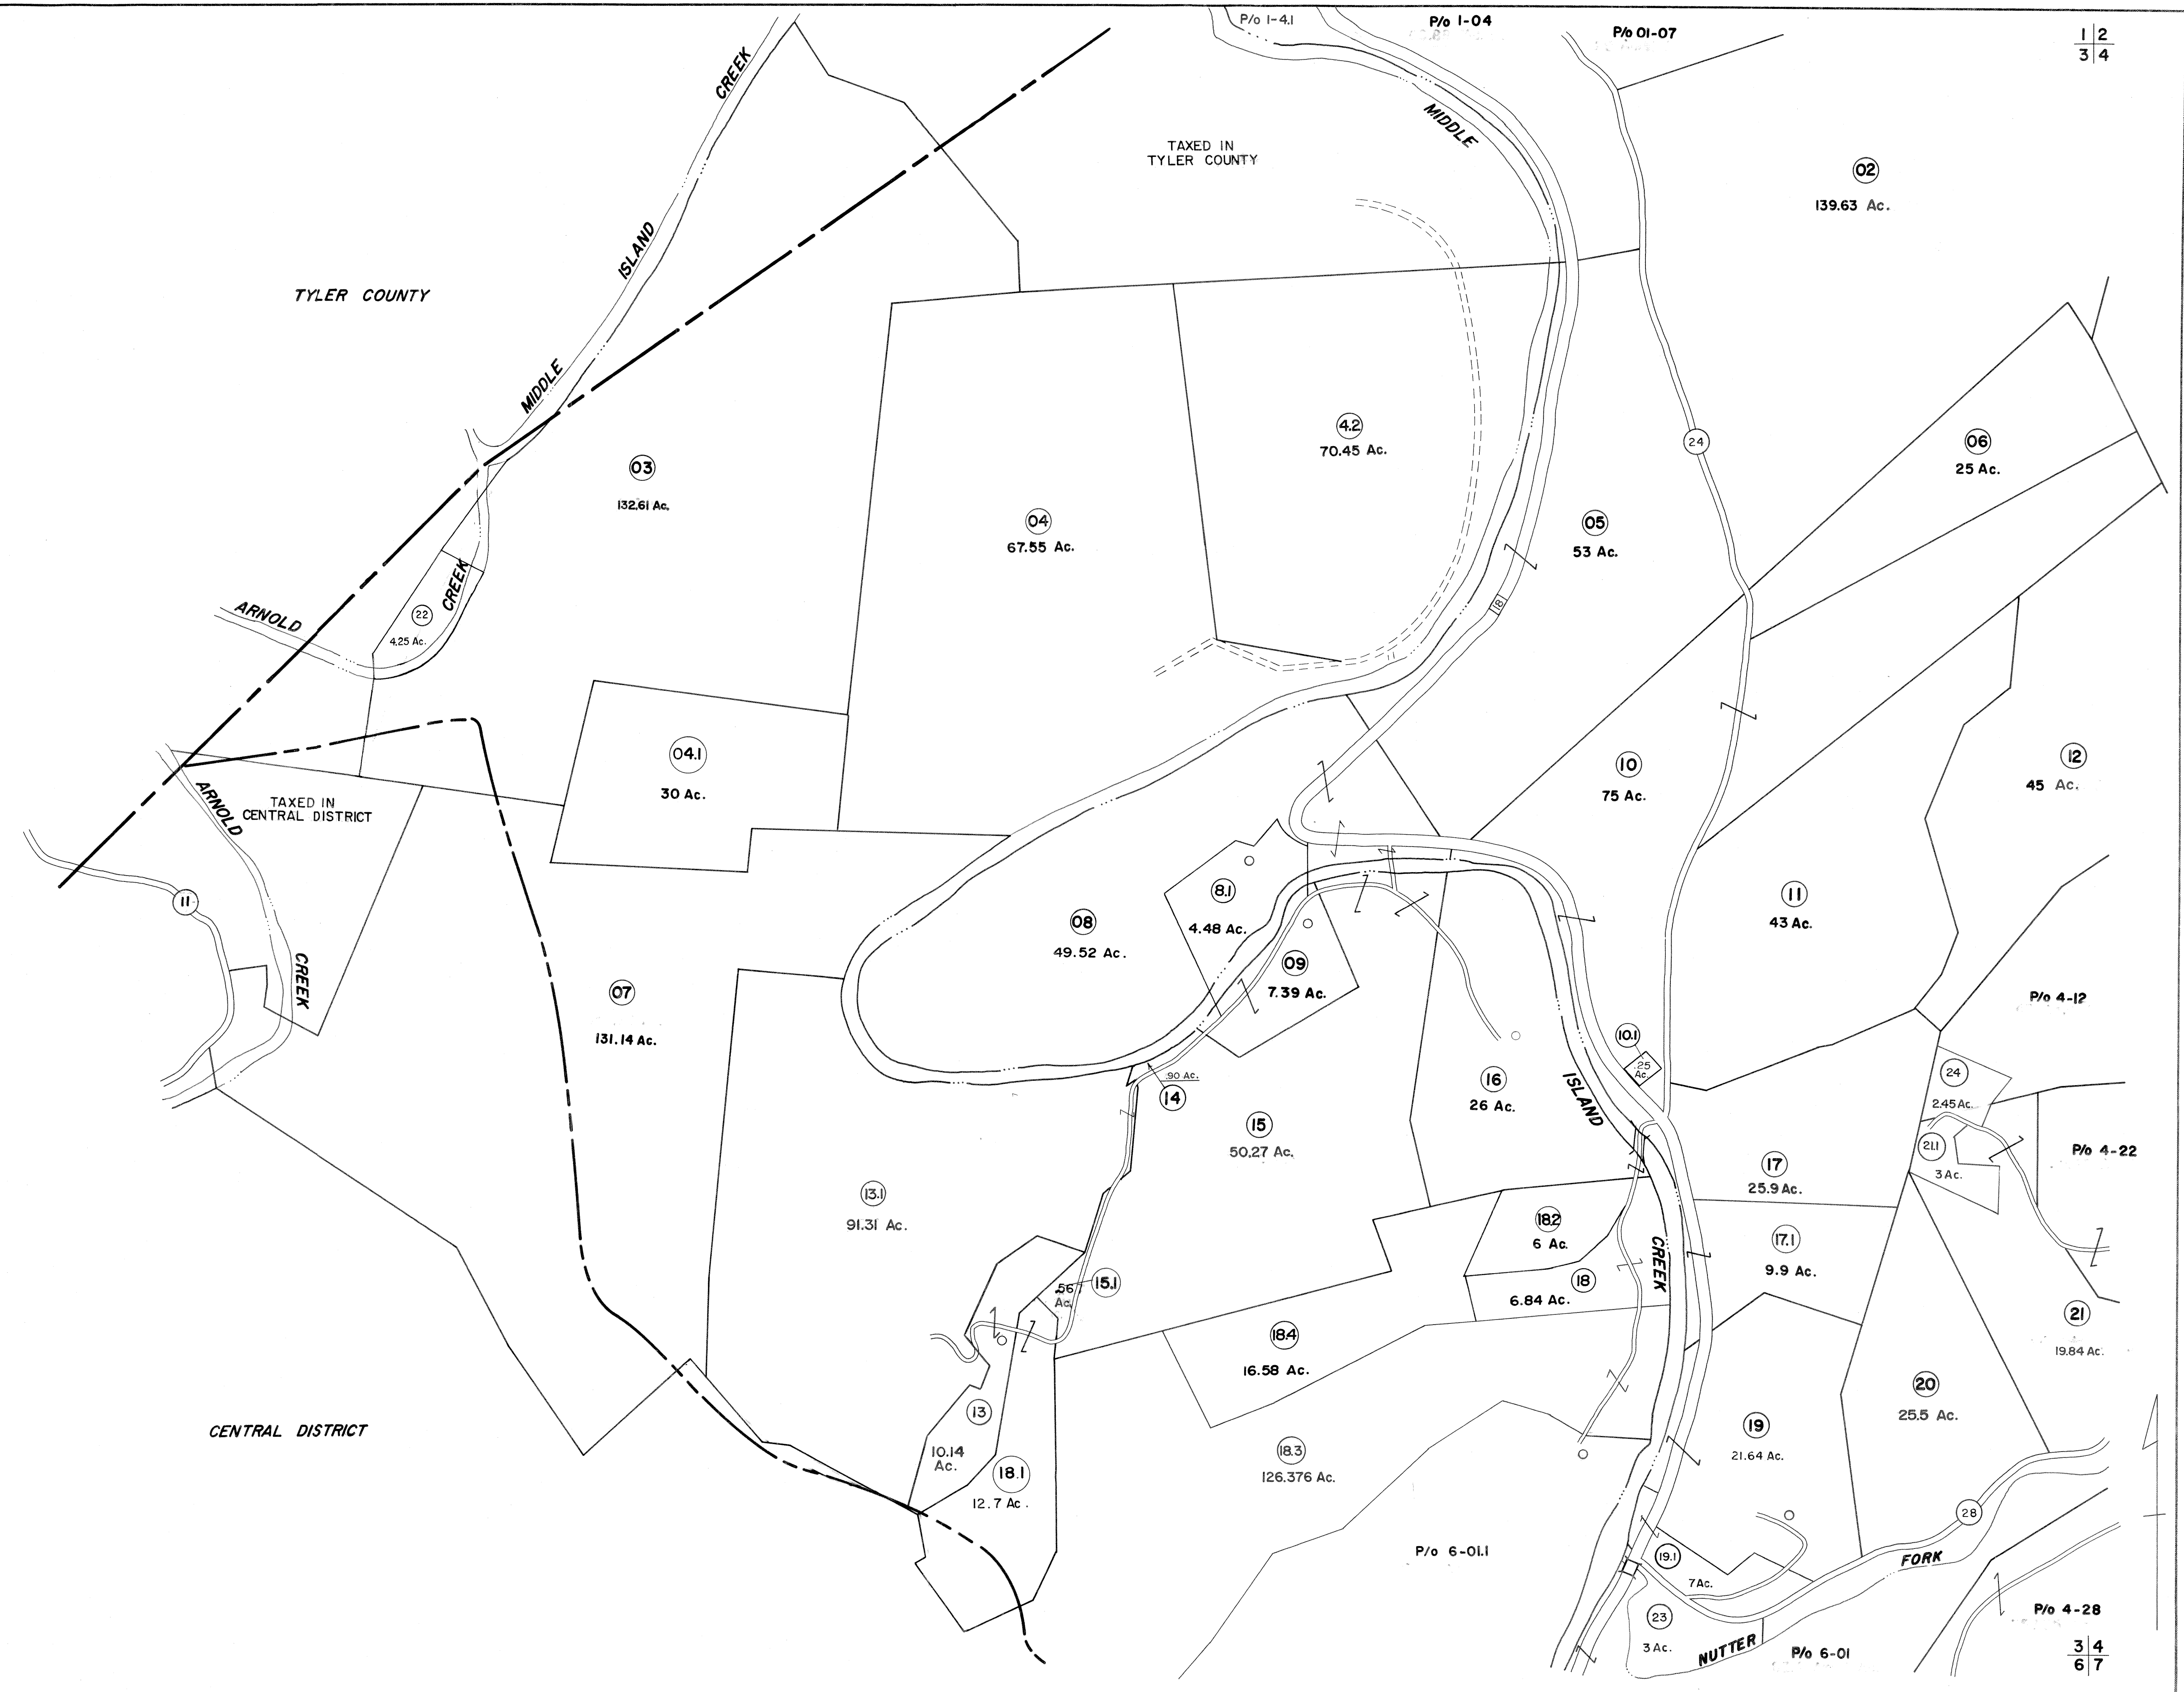 P/o 1-4.1
P/o 1-04
P/o 01-07
1 2
3 4
CREEK
ISLAND
MIDDLE
TAXED IN
TYLER COUNTY
MIDDLE
02
139.63 Ac.
TYLER COUNTY
03
132.61 Ac.
04
67.55 Ac.
4.2
70.45 Ac.
24
05
53 Ac.
06
25 Ac.
18
ARNOLD
CREEK
22
4.25 Ac.
04.1
30 Ac.
10
75 Ac.
12
45 Ac.
TAXED IN
CENTRAL DISTRICT
ARNOLD
CREEK
11
07
131.14 Ac.
08
49.52 Ac.
8.1
4.48 Ac.
09
7.39 Ac.
11
43 Ac.
P/o 4-12
10.1
.25
Ac.
.90 Ac.
14
15
50.27 Ac.
16
26 Ac.
ISLAND
CREEK
24
2.45 Ac.
21.1
3 Ac.
P/o 4-22
17
25.9 Ac.
13.1
91.31 Ac.
18.2
6 Ac.
18
6.84 Ac.
17.1
9.9 Ac.
.56
Ac.
15.1
18.4
16.58 Ac.
21
19.84 Ac.
20
25.5 Ac.
CENTRAL DISTRICT
13
10.14
Ac.
18.1
12.7 Ac.
18.3
126.376 Ac.
19
21.64 Ac.
28
P/o 6-01.1
19.1
7 Ac.
FORK
23
3 Ac.
NUTTER
P/o 6-01
P/o 4-28
3 4
6 7